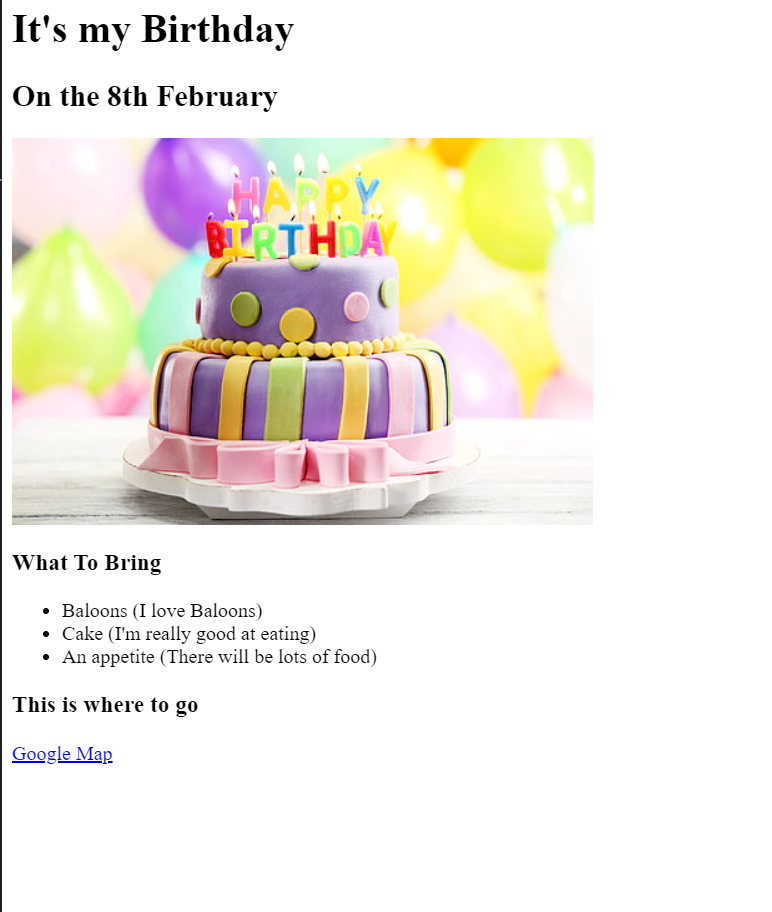 It's my Birthday
On the 8th February
HAPPY
BIRTHDAY
What To Bring
Baloons (I love Baloons)
Cake (I'm really good at eating)
An appetite (There will be lots of food)
This is where to go
Google Map